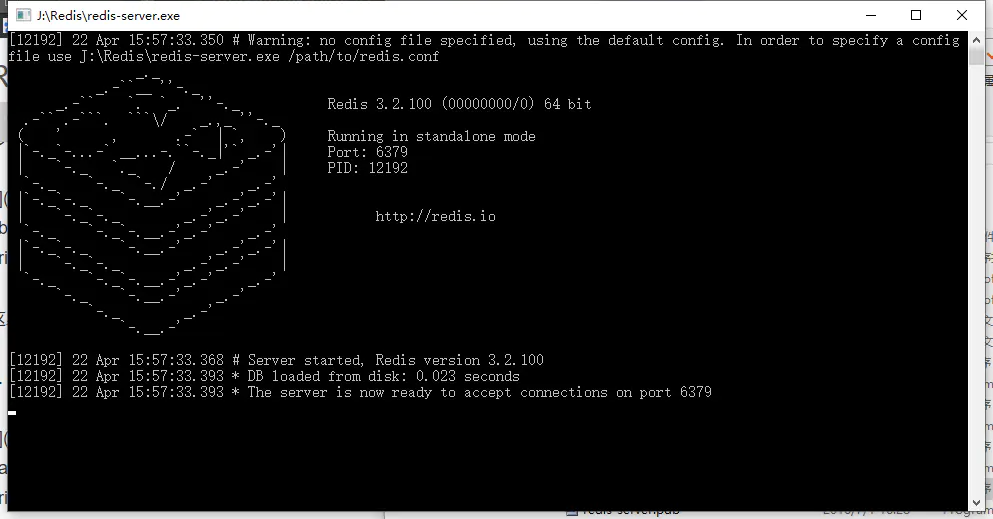 J:\Redis\redis-server.exe
[12192] 22 Apr 15:57:33.350 # Warning: no config file specified, using the default config. In order to specify a config
file use J:\Redis\redis-server.exe /path/to/redis.conf
Redis 3.2.100 (00000000/0) 64 bit
Running in standalone mode
Port: 6379
PID: 12192
http://redis.io
[12192] 22 Apr 15:57:33.368 # Server started, Redis version 3.2.100
[12192] 22 Apr 15:57:33.393 * DB loaded from disk: 0.023 seconds
[12192] 22 Apr 15:57:33.393 * The server is now ready to accept connections on port 6379